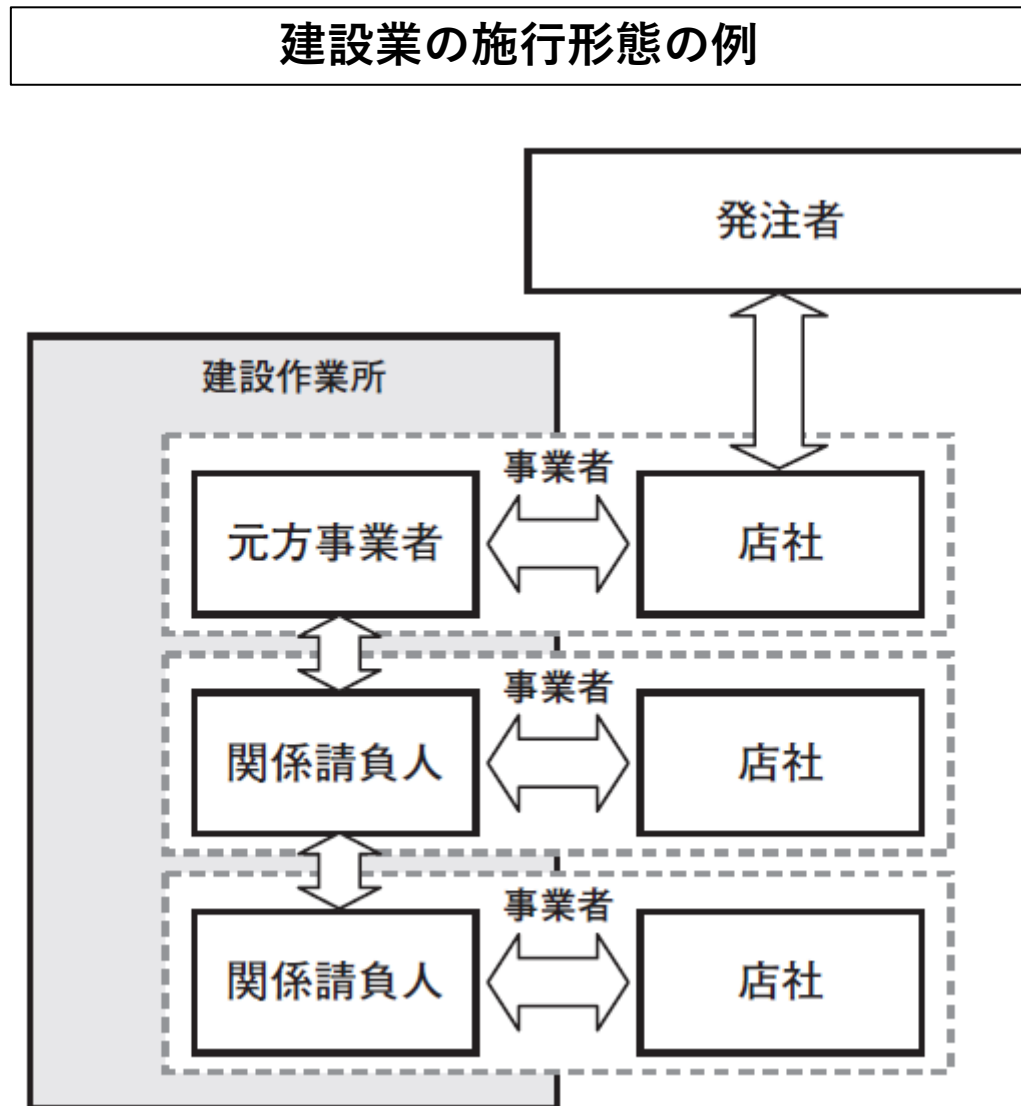 建設業の施行形態の例
発注者
建設作業所
事業者
元方事業者
店社
事業者
関係請負人
店社
事業者
関係請負人
店社